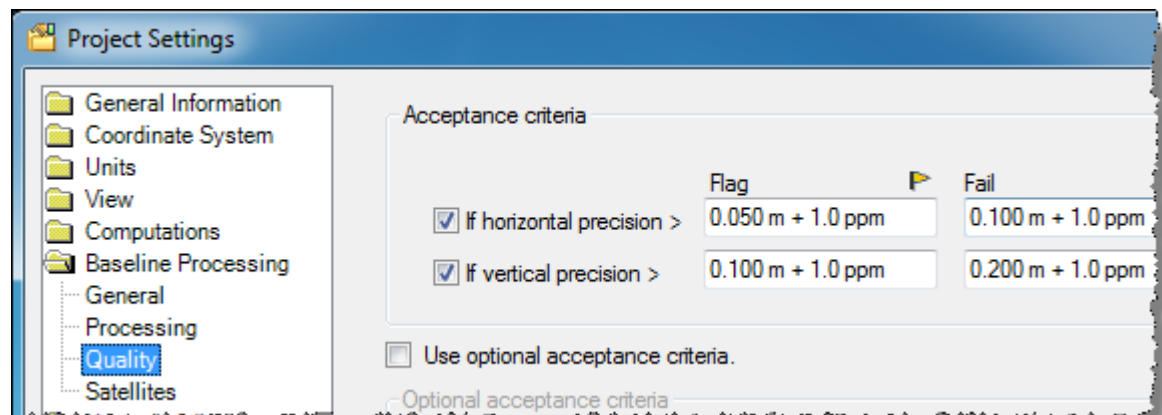 Project Settings
General Information
Coordinate System
Units
View
Computations
Baseline Processing
General
Processing
Quality
Satellites
Acceptance criteria
Flag Fail
If horizontal precision > 0.050 m + 1.0 ppm 0.100 m + 1.0 ppm
If vertical precision > 0.100 m + 1.0 ppm 0.200 m + 1.0 ppm
Use optional acceptance criteria.
Optional acceptance criteria